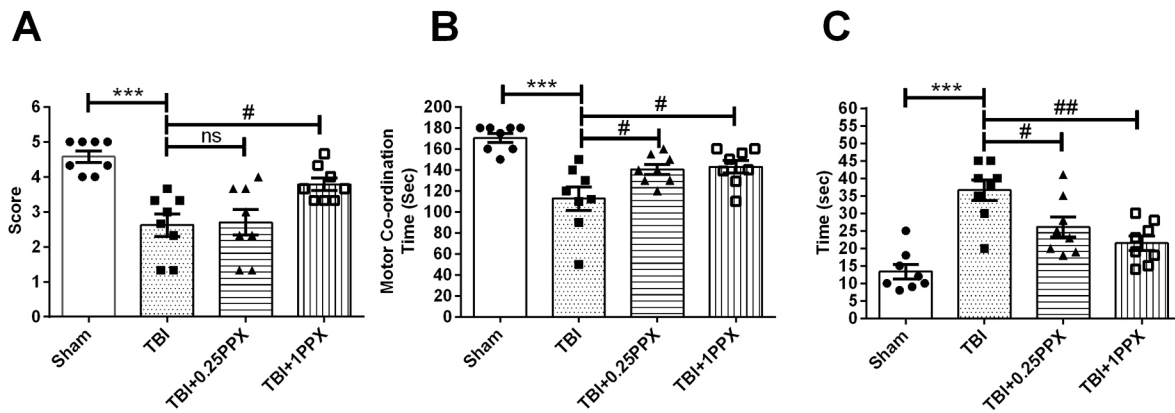 A
***
#
ns
6
5
4
3
2
1
0
Score
Sham
TBI
TBI+0.25PPX
TBI+1PPX
B
***
#
#
200
180
160
140
120
100
80
60
40
20
0
Motor Co-ordination
Time (Sec)
Sham
TBI
TBI+0.25PPX
TBI+1PPX
C
***
##
#
60
55
50
45
40
35
30
25
20
15
10
5
0
Time (sec)
Sham
TBI
TBI+0.25PPX
TBI+1PPX